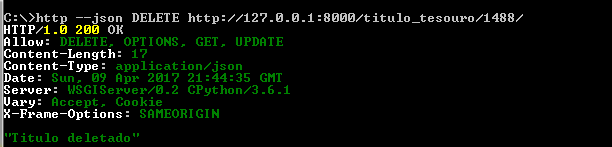 C:\>http --json DELETE http://127.0.0.1:8000/titulo_tesouro/1488/
HTTP/1.0 200 OK
Allow: DELETE, OPTIONS, GET, UPDATE
Content-Length: 17
Content-Type: application/json
Date: Sun, 09 Apr 2017 21:44:35 GMT
Server: WSGIServer/0.2 CPython/3.6.1
Vary: Accept, Cookie
X-Frame-Options: SAMEORIGIN
"Titulo deletado"